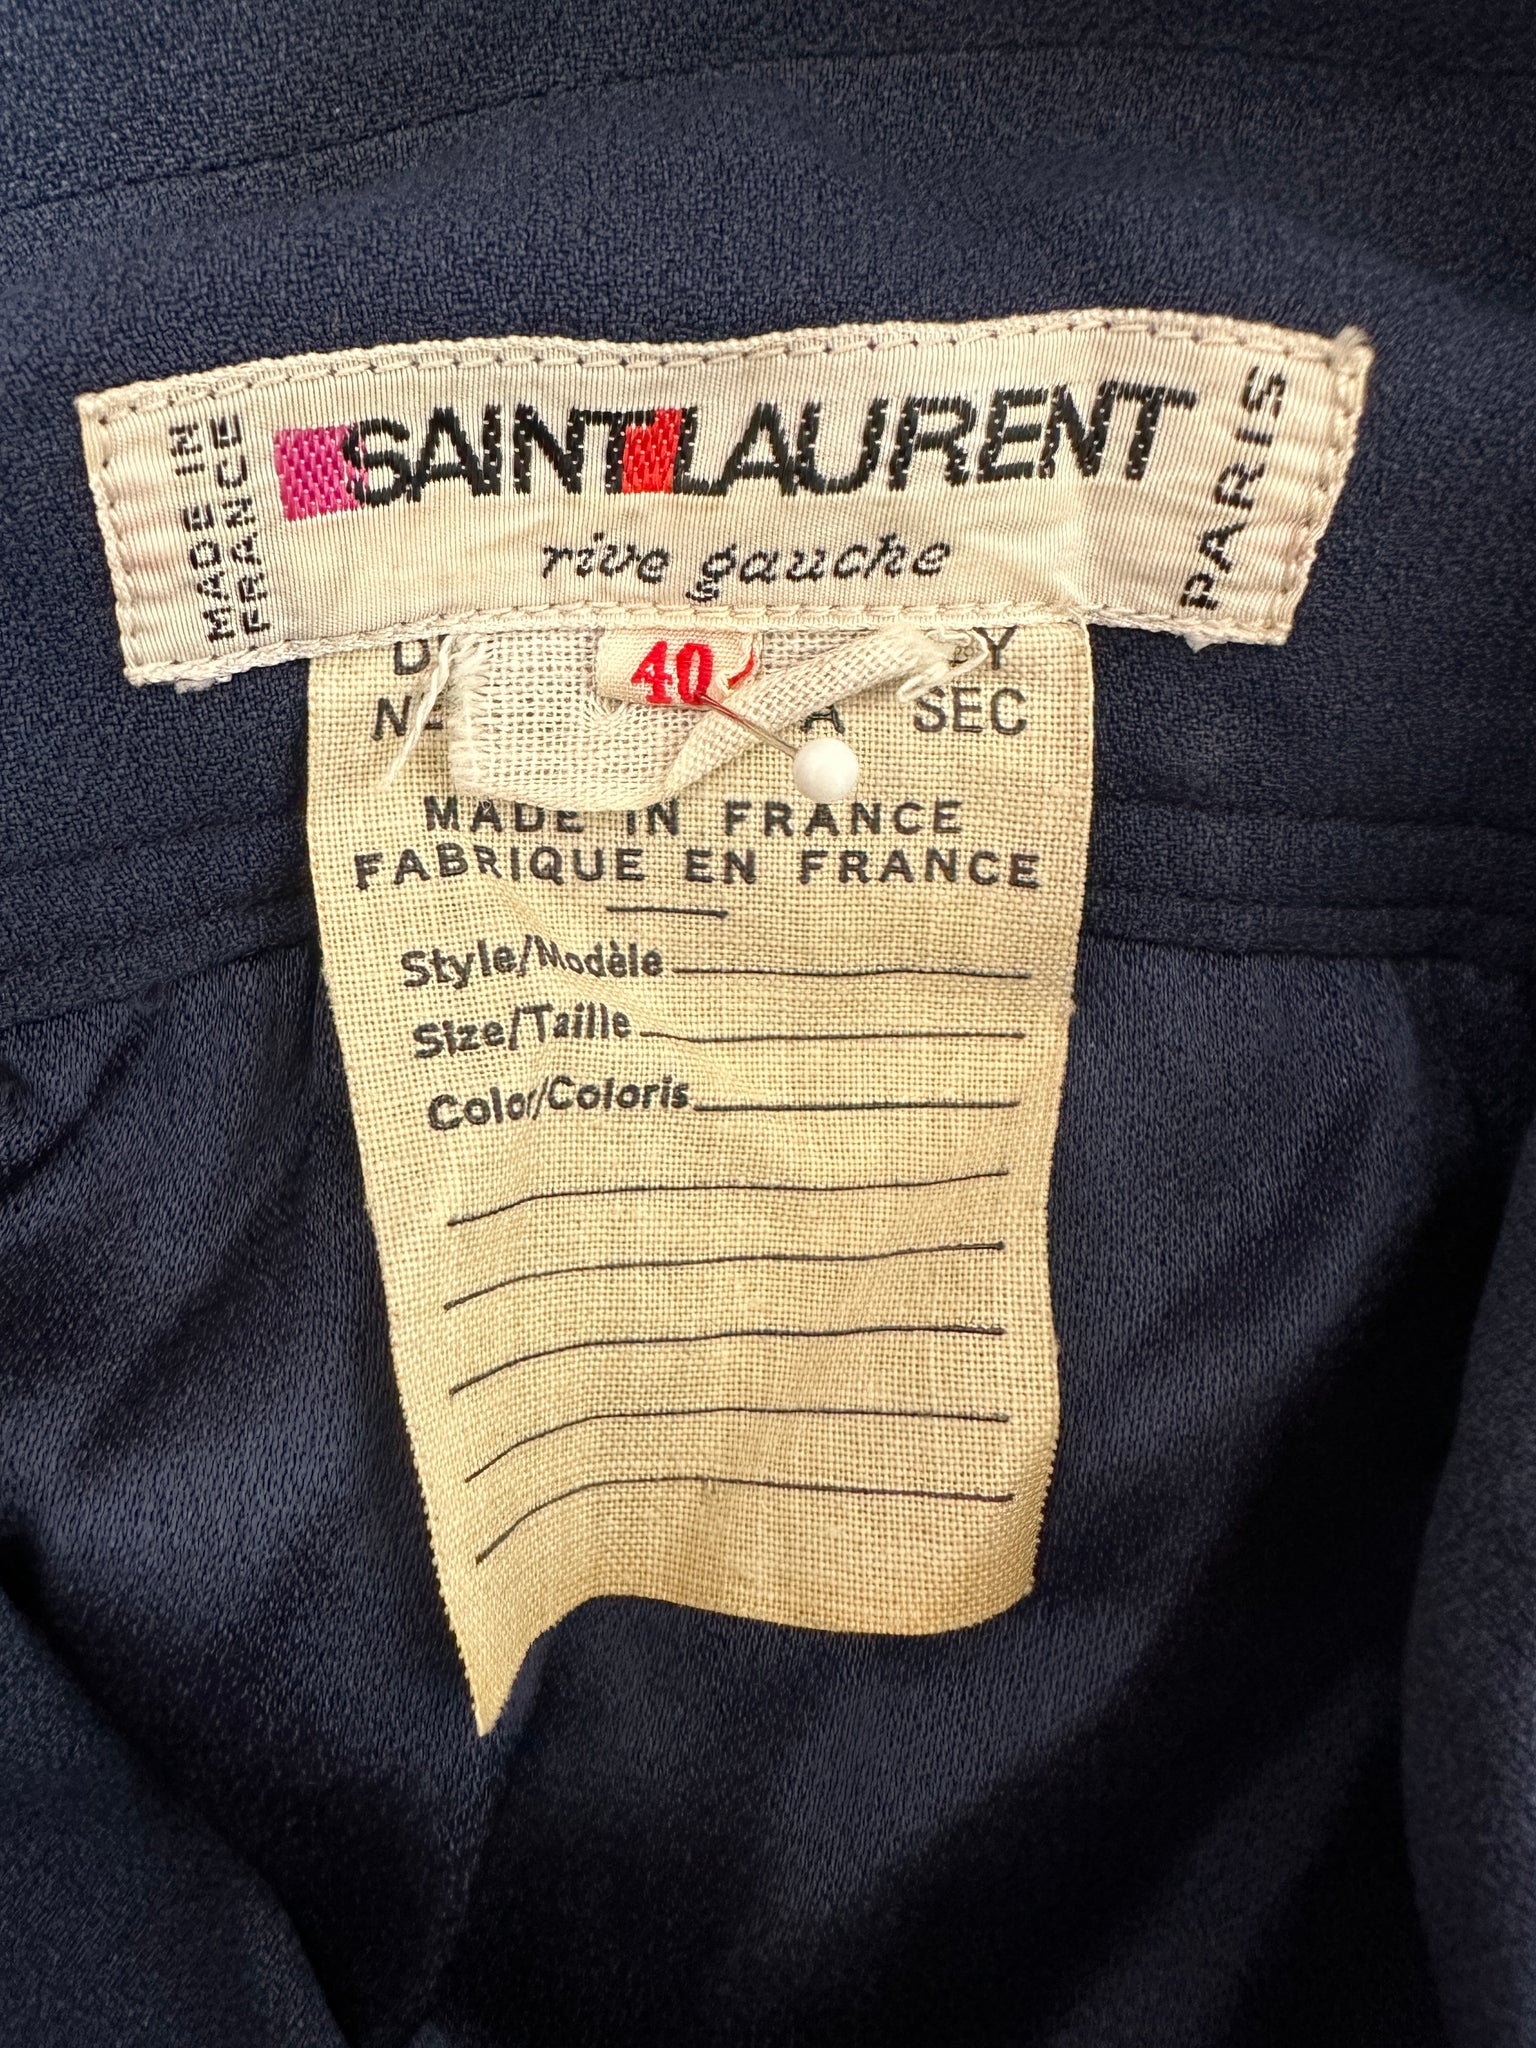 MADE IN
FRANCE
SAINT LAURENT
rive gauche
PARIS
40
SEC
MADE IN FRANCE
FABRIQUE EN FRANCE
Style/Modèle
Size/Taille
Color/Coloris